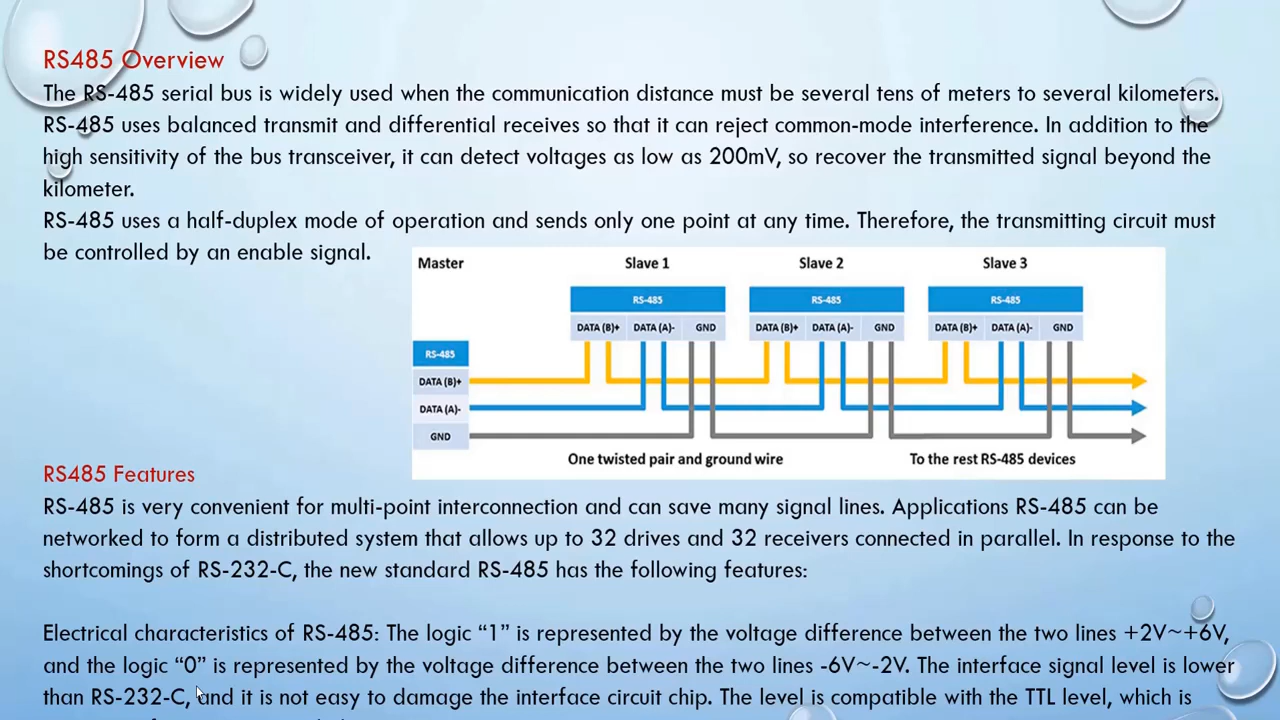 RS485 Overview
The RS-485 serial bus is widely used when the communication distance must be several tens of meters to several kilometers.
RS-485 uses balanced transmit and differential receives so that it can reject common-mode interference. In addition to the
high sensitivity of the bus transceiver, it can detect voltages as low as 200mV, so recover the transmitted signal beyond the
kilometer.
RS-485 uses a half-duplex mode of operation and sends only one point at any time. Therefore, the transmitting circuit must
be controlled by an enable signal.
Master Slave 1 Slave 2 Slave 3
RS-485 RS-485 RS-485
DATA (B)+ DATA (A)- GND DATA (B)+ DATA (A)- GND DATA (B)+ DATA (A)- GND
RS-485
DATA (B)+
DATA (A)-
GND
One twisted pair and ground wire To the rest RS-485 devices
RS485 Features
RS-485 is very convenient for multi-point interconnection and can save many signal lines. Applications RS-485 can be
networked to form a distributed system that allows up to 32 drives and 32 receivers connected in parallel. In response to the
shortcomings of RS-232-C, the new standard RS-485 has the following features:
Electrical characteristics of RS-485: The logic “1” is represented by the voltage difference between the two lines +2V~+6V,
and the logic “0” is represented by the voltage difference between the two lines -6V~-2V. The interface signal level is lower
than RS-232-C, and it is not easy to damage the interface circuit chip. The level is compatible with the TTL level, which is